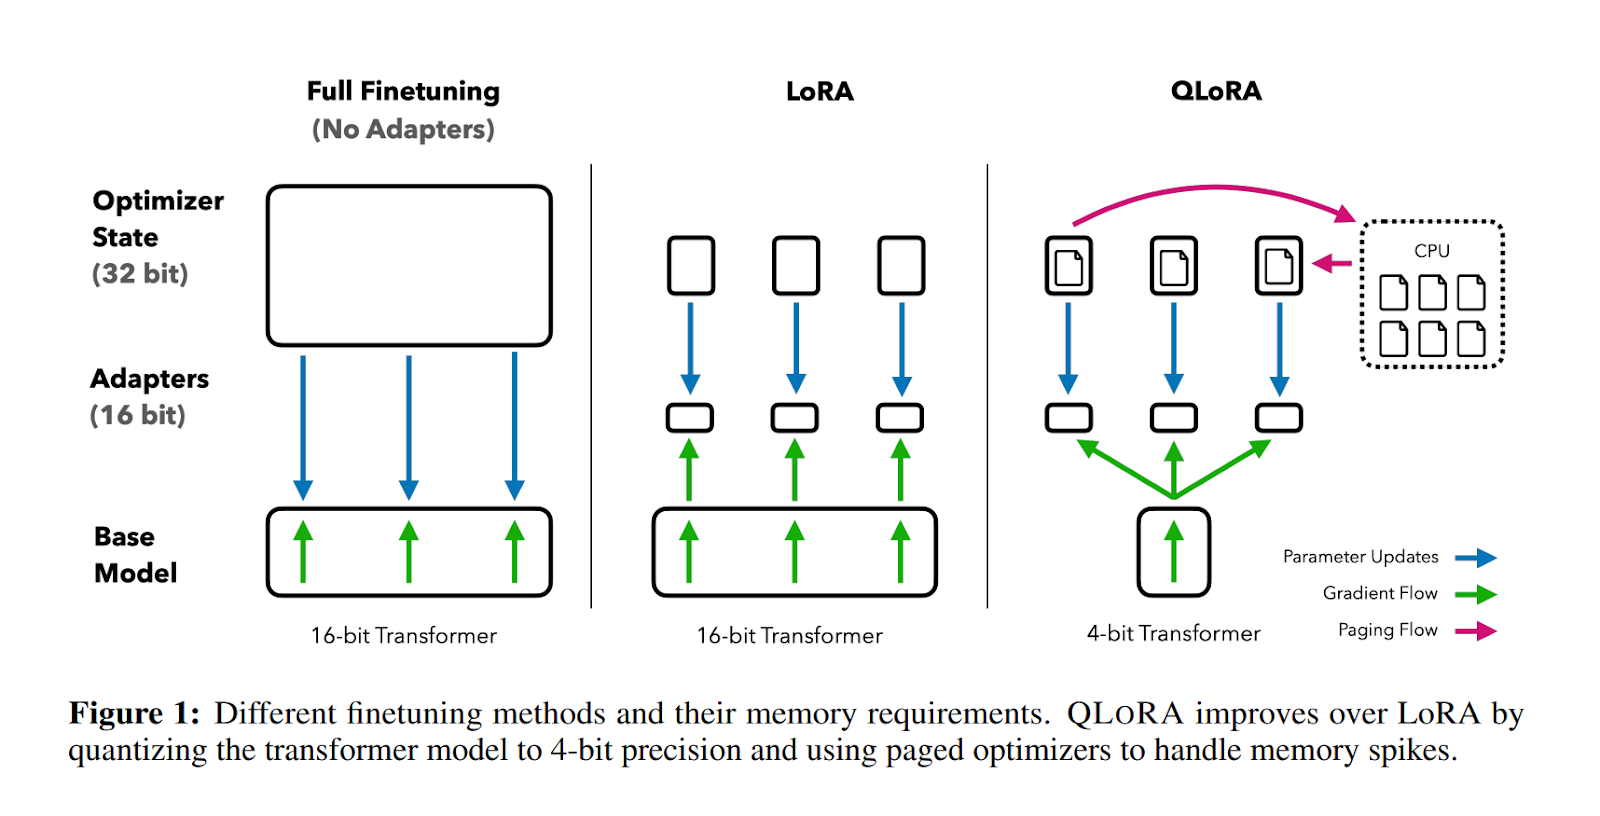 Full Finetuning
(No Adapters)
LoRA
QLoRA
Optimizer
State
(32 bit)
CPU
Adapters
(16 bit)
Base
Model
Parameter Updates
Gradient Flow
Paging Flow
16-bit Transformer
16-bit Transformer
4-bit Transformer
Figure 1: Different finetuning methods and their memory requirements. QLORA improves over LoRA by
quantizing the transformer model to 4-bit precision and using paged optimizers to handle memory spikes.